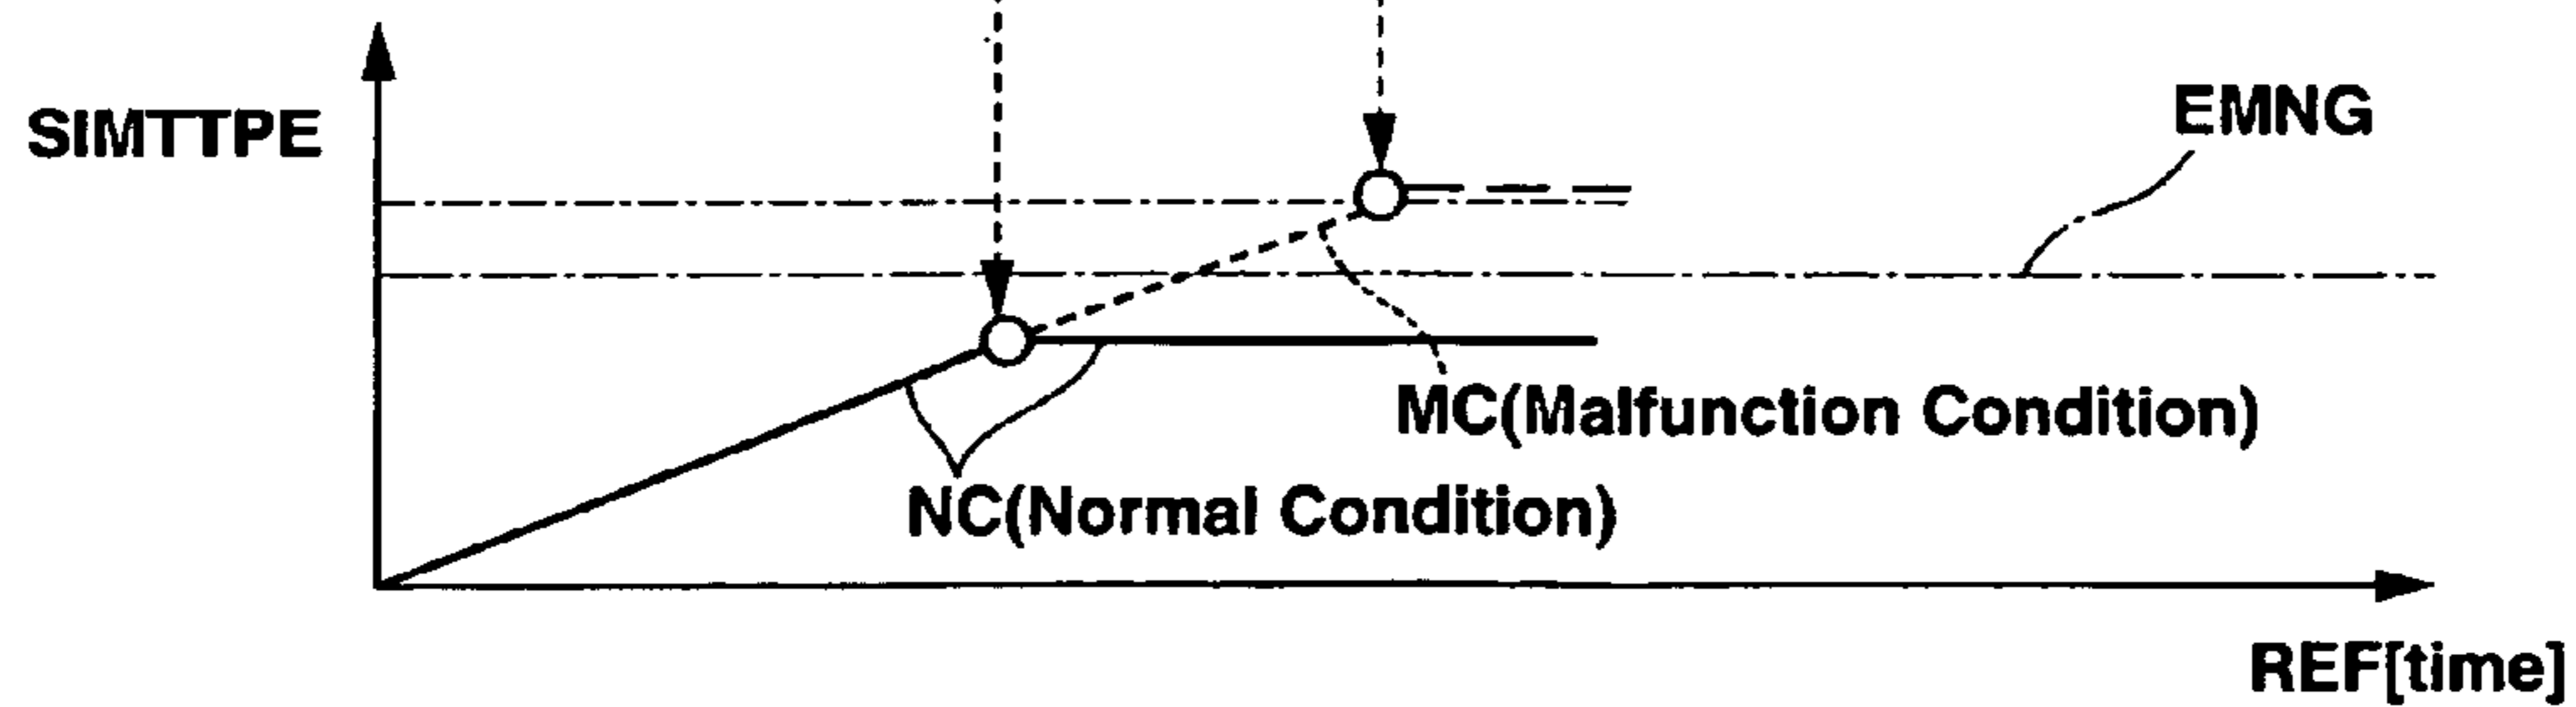 EMNG
SIMTTPE
MC(Malfunction Condition)
NC(Normal Condition)
REF[time]